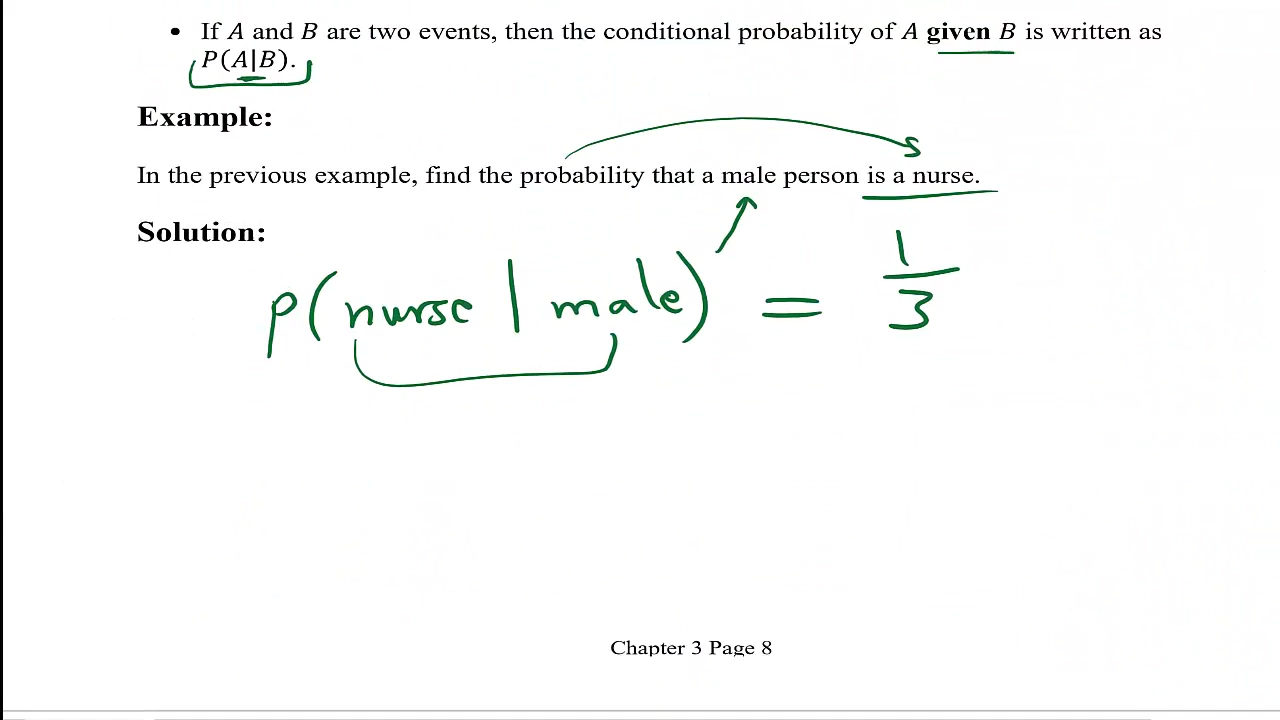 • If A and B are two events, then the conditional probability of A given B is written as
P(A|B).
Example:
In the previous example, find the probability that a male person is a nurse.
Solution:
P(nurse | male) = 1/3
Chapter 3 Page 8